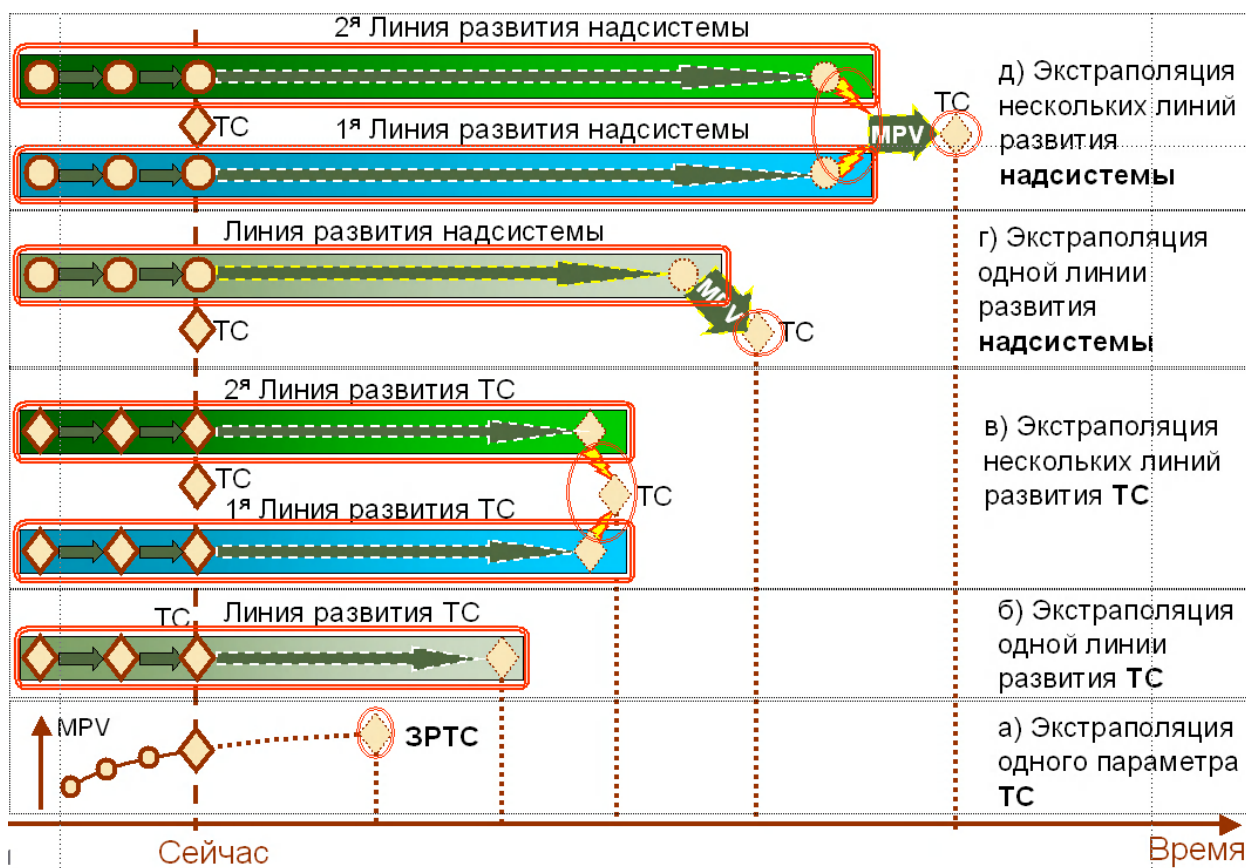 2я Линия развития надсистемы
ТС
1я Линия развития надсистемы
MPV
ТС
д) Экстраполяция
нескольких линий
развития
надсистемы
Линия развития надсистемы
ТС
MPV
ТС
г) Экстраполяция
одной линии
развития
надсистемы
2я Линия развития ТС
ТС
1я Линия развития ТС
ТС
в) Экстраполяция
нескольких линий
развития ТС
ТС
Линия развития ТС
б) Экстраполяция
одной линии
развития ТС
MPV
ЗРТС
а) Экстраполяция
одного параметра
ТС
Сейчас
Время